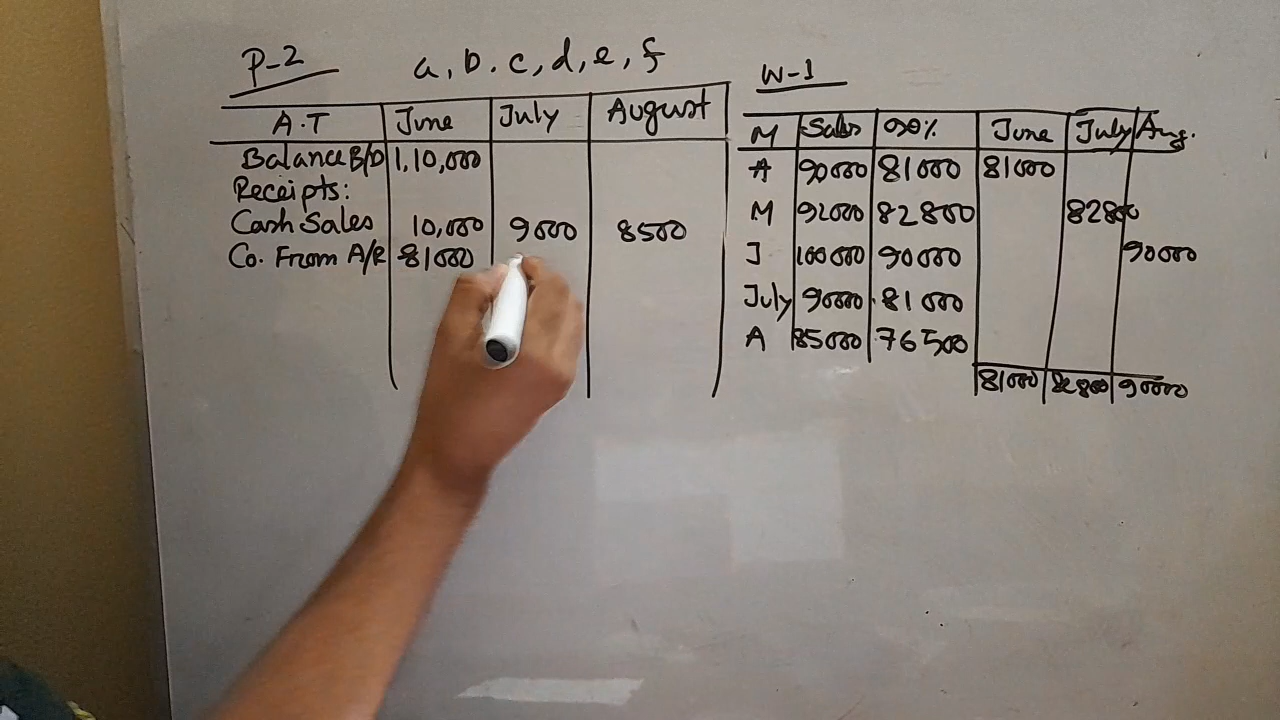 P-2 a, b. c, d, e, f
A.T June July August
Balance B/D 1,10,000
Receipts:
Cash Sales 10,000 9000 8500
Co. From A/R 81000
W-1
M Sales 90% June July Aug.
A 90000 81000 81000
M 92000 82800 82800
J 100000 90000 90000
July 90000 81000
A 85000 76500
81000 82800 90000